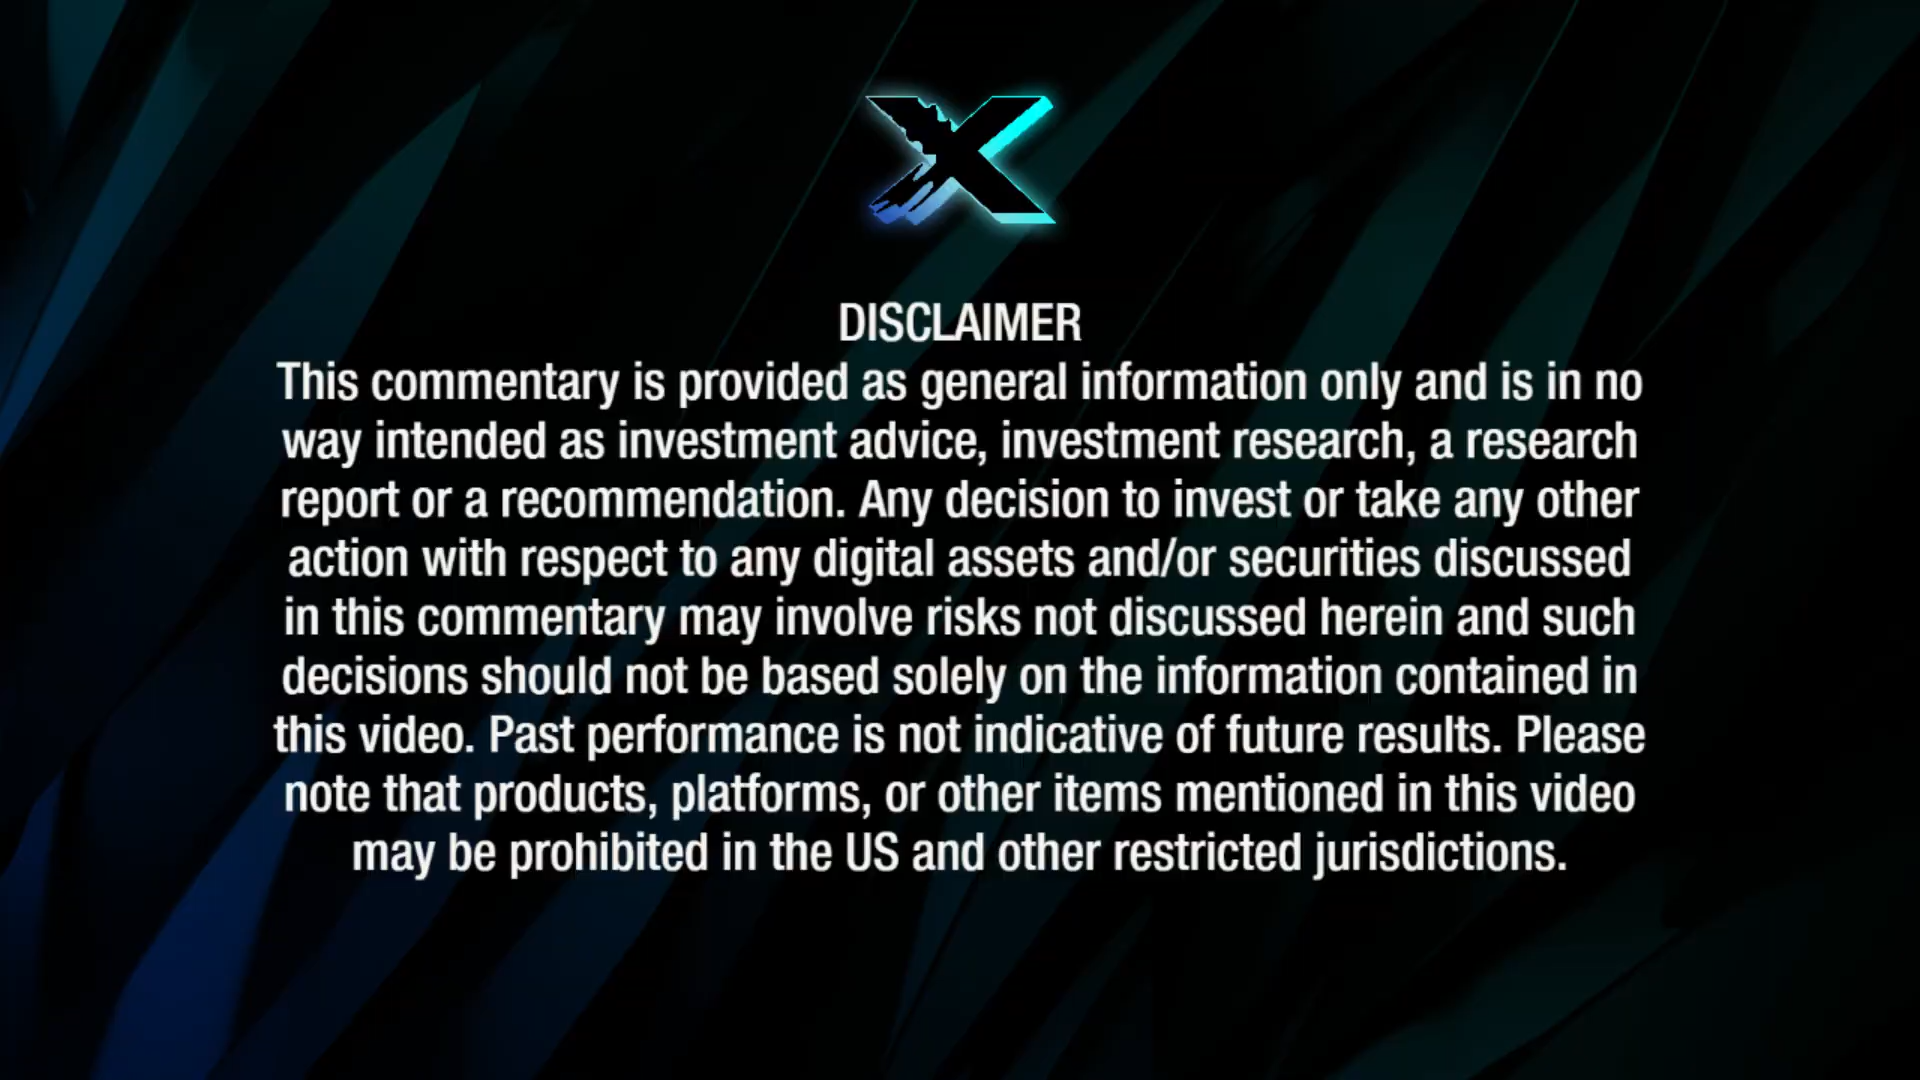 X
DISCLAIMER
This commentary is provided as general information only and is in no
way intended as investment advice, investment research, a research
report or a recommendation. Any decision to invest or take any other
action with respect to any digital assets and/or securities discussed
in this commentary may involve risks not discussed herein and such
decisions should not be based solely on the information contained in
this video. Past performance is not indicative of future results. Please
note that products, platforms, or other items mentioned in this video
may be prohibited in the US and other restricted jurisdictions.